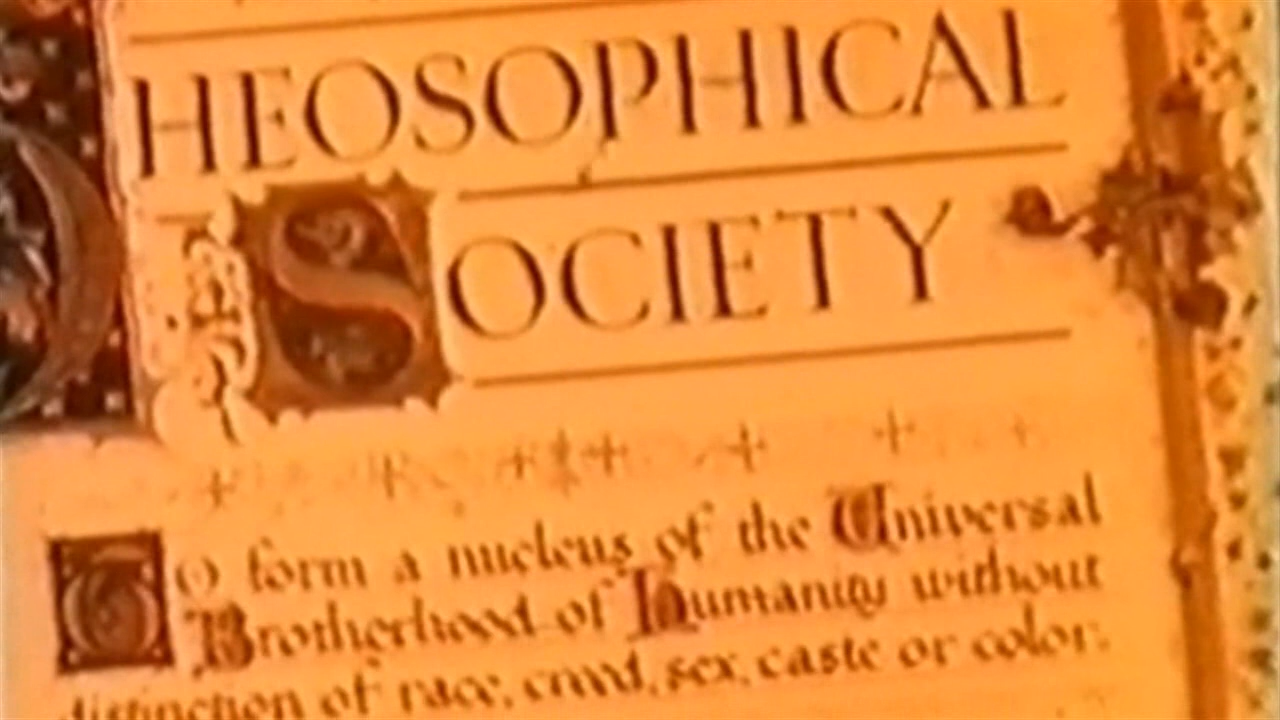 THEOSOPHICAL
SOCIETY
To form a nucleus of the Universal
Brotherhood of Humanity without
distinction of race, creed, sex, caste or color.